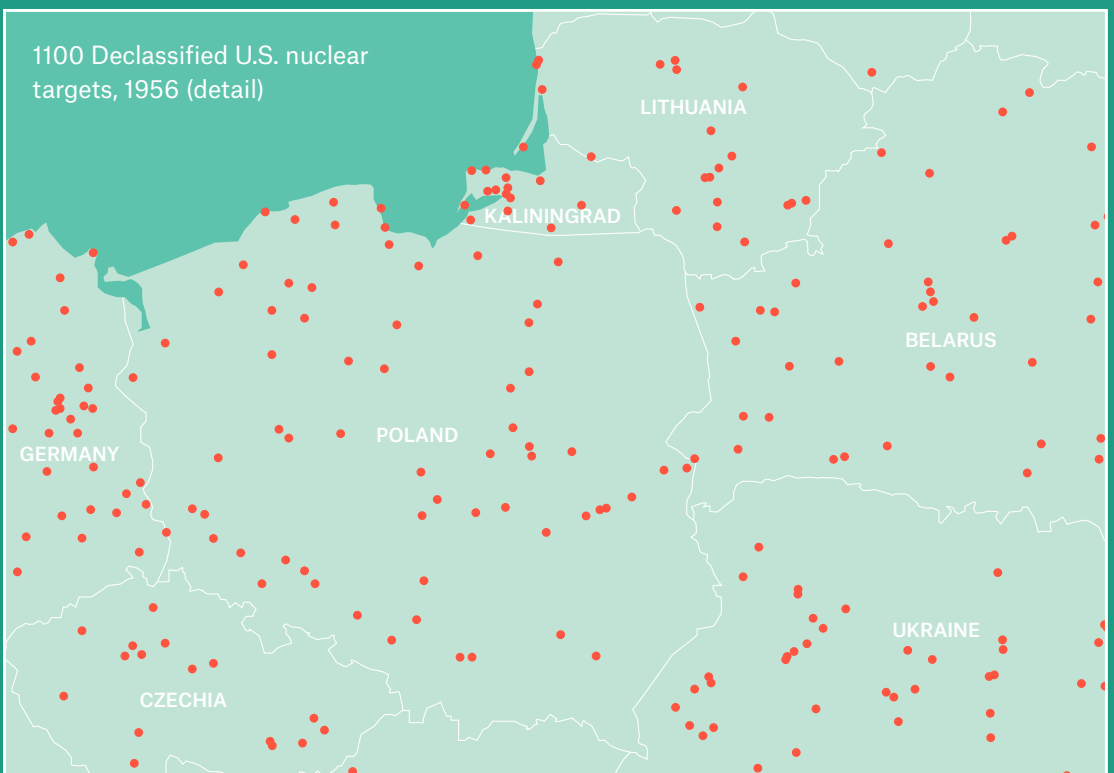 1100 Declassified U.S. nuclear
targets, 1956 (detail)
LITHUANIA
KALININGRAD
BELARUS
POLAND
GERMANY
UKRAINE
CZECHIA